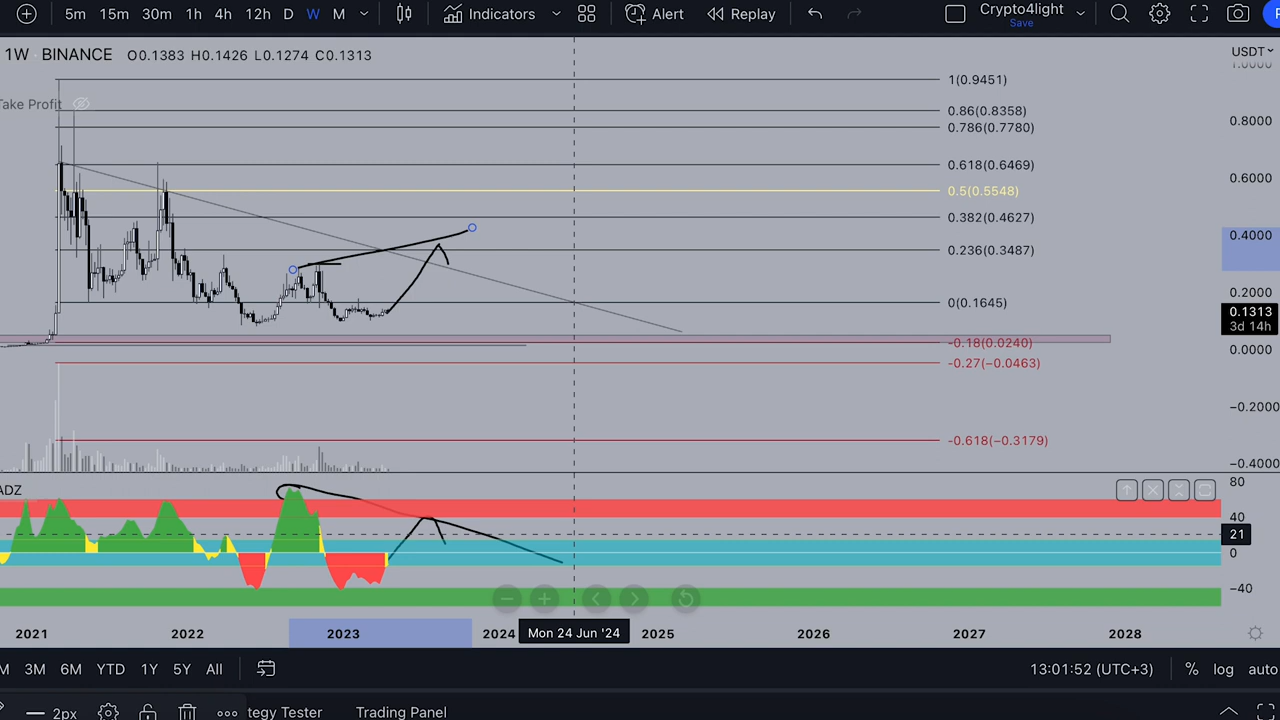 5m 15m 30m 1h 4h 12h D W M Indicators Alert Replay Crypto4light
Save
1W · BINANCE O0.1383 H0.1426 L0.1274 C0.1313
USDT
1.0000
Take Profit
1(0.9451)
0.86(0.8358)
0.8000
0.786(0.7780)
0.618(0.6469)
0.6000
0.5(0.5548)
0.382(0.4627)
0.4000
0.236(0.3487)
0.2000
0(0.1645)
0.1313
3d 14h
-0.18(0.0240)
0.0000
-0.27(−0.0463)
−0.2000
-0.618(−0.3179)
−0.4000
ADZ
80
40
21
0
−40
2021 2022 2023 2024 Mon 24 Jun '24 2025 2026 2027 2028
M 3M 6M YTD 1Y 5Y All 13:01:52 (UTC+3) % log auto
2px tegy Tester Trading Panel